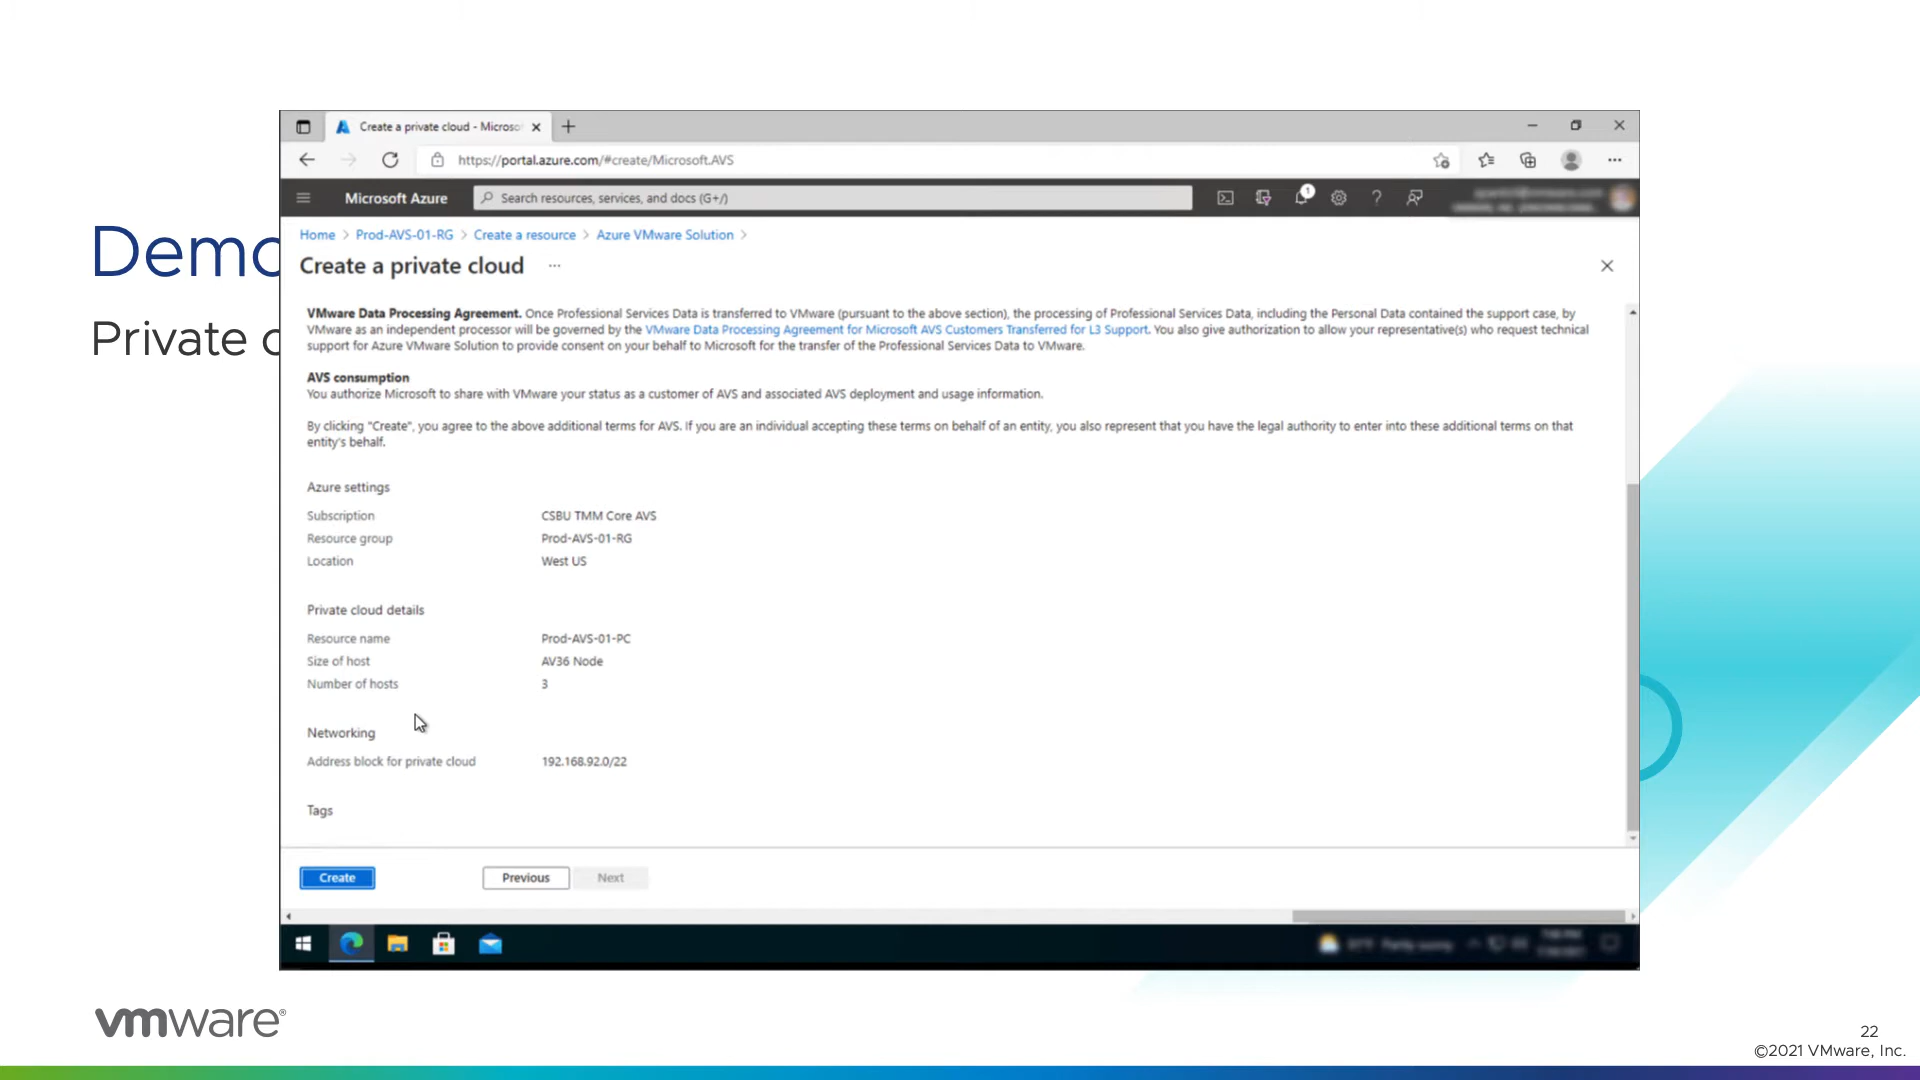 Create a private cloud - Microso
https://portal.azure.com/#create/Microsoft.AVS
Microsoft Azure
Search resources, services, and docs (G+/)
1
Home > Prod-AVS-01-RG > Create a resource > Azure VMware Solution >
Demo
Create a private cloud ...
Private c
VMware Data Processing Agreement. Once Professional Services Data is transferred to VMware (pursuant to the above section), the processing of Professional Services Data, including the Personal Data contained the support case, by
VMware as an independent processor will be governed by the VMware Data Processing Agreement for Microsoft AVS Customers Transferred for L3 Support. You also give authorization to allow your representative(s) who request technical
support for Azure VMware Solution to provide consent on your behalf to Microsoft for the transfer of the Professional Services Data to VMware.
AVS consumption
You authorize Microsoft to share with VMware your status as a customer of AVS and associated AVS deployment and usage information.
By clicking "Create", you agree to the above additional terms for AVS. If you are an individual accepting these terms on behalf of an entity, you also represent that you have the legal authority to enter into these additional terms on that
entity's behalf.
Azure settings
Subscription CSBU TMM Core AVS
Resource group Prod-AVS-01-RG
Location West US
Private cloud details
Resource name Prod-AVS-01-PC
Size of host AV36 Node
Number of hosts 3
Networking
Address block for private cloud 192.168.92.0/22
Tags
Create Previous Next
vmware®
22
©2021 VMware, Inc.